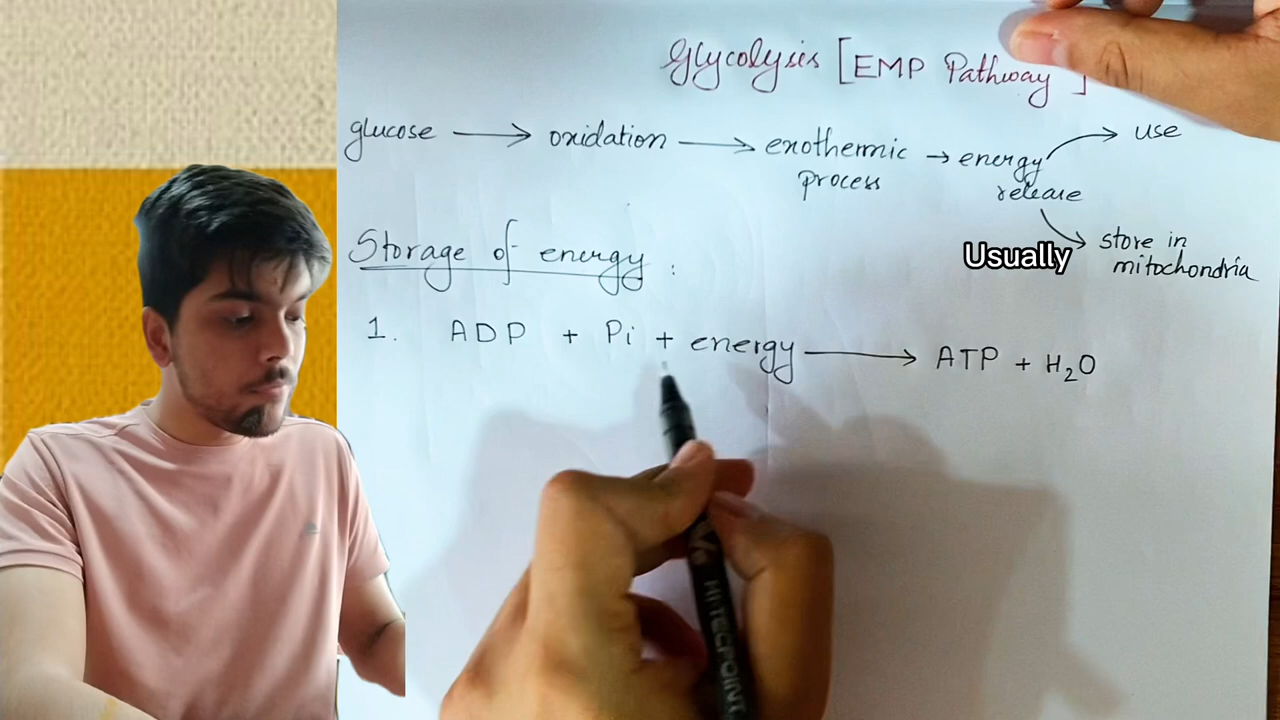 Glycolysis [EMP Pathway]
glucose → oxidation → exothermic process → energy release → use
→ store in mitochondria
Usually
Storage of energy :
1. ADP + Pi + energy → ATP + H₂O
HI-TECPOINT